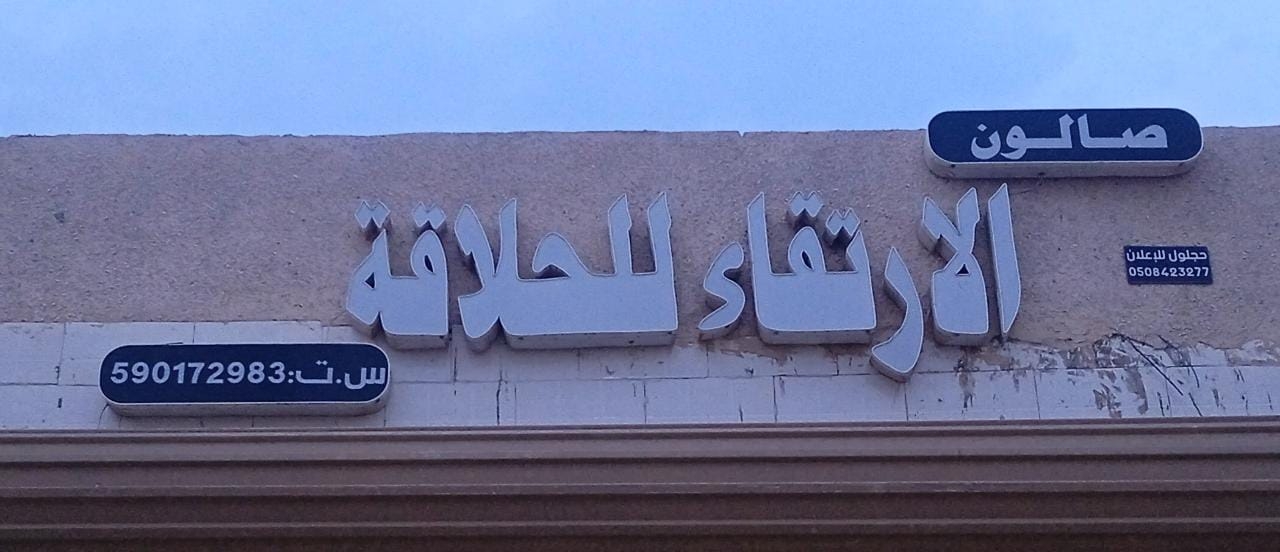 صالون
الارتقاء للحلاقة
حجلول للإعلان
0508423277
س.ت:590172983